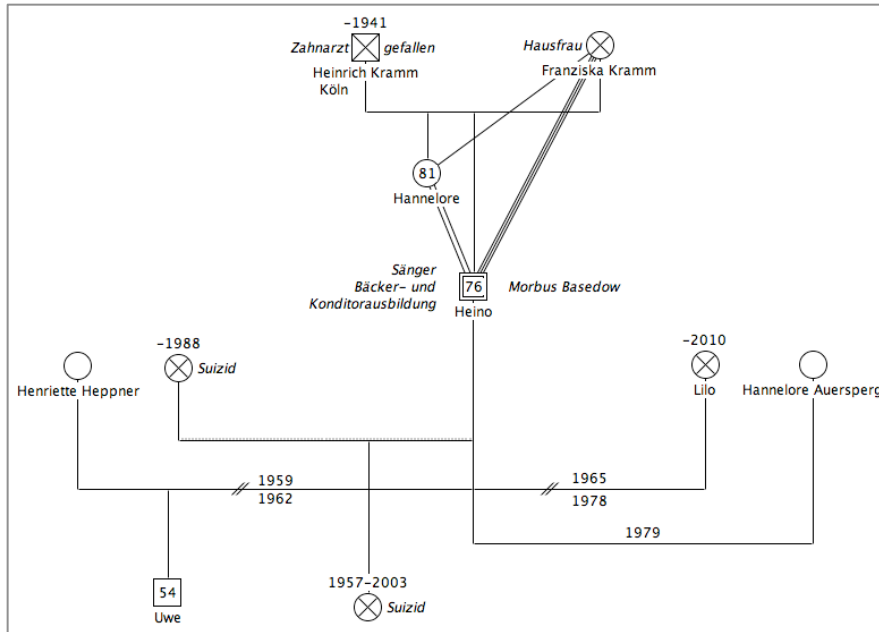 -1941
Zahnarzt gefallen
Heinrich Kramm
Köln
Hausfrau
Franziska Kramm
81
Hannelore
Sänger
Bäcker- und
Konditorausbildung
76
Morbus Basedow
Heino
Henriette Heppner
-1988
Suizid
-2010
Lilo
Hannelore Auersperg
1959
1962
1965
1978
1979
54
Uwe
1957-2003
Suizid